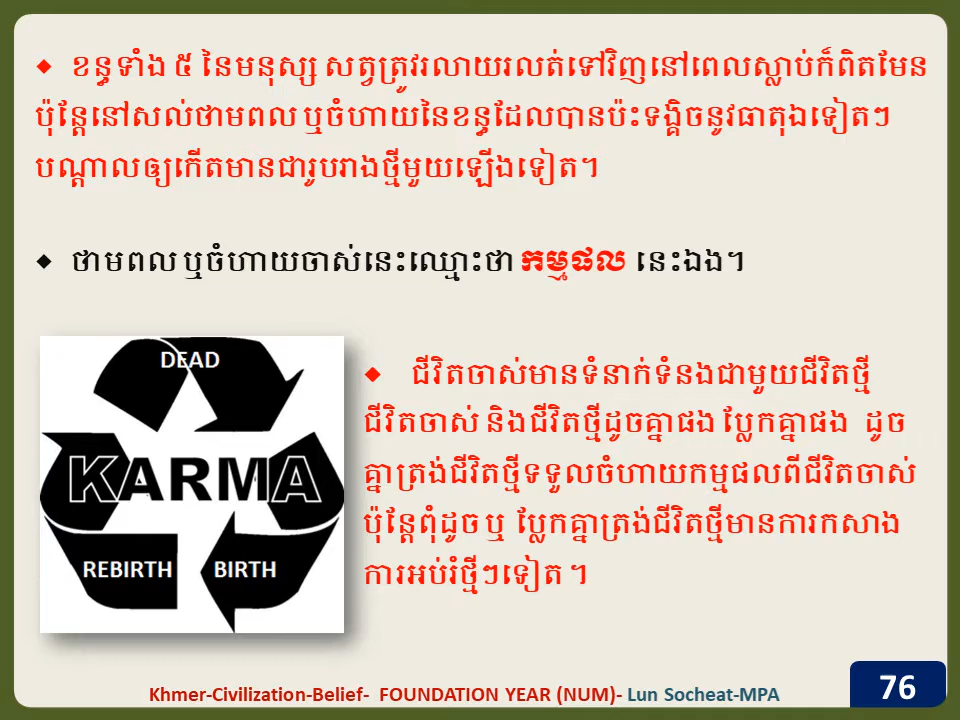 ◆ ខន្ធទាំង ៥ នៃមនុស្ស សត្វត្រូវរលាយរលត់ទៅវិញនៅពេលស្លាប់ក៏ពិតមែន
ប៉ុន្តែនៅសល់ថាមពល ឬចំហាយនៃខន្ធដែលបានប៉ះទង្គិចនូវធាតុឯទៀតៗ
បណ្តាលឲ្យកើតមានជារូបរាងថ្មីមួយឡើងទៀត។
◆ ថាមពល ឬចំហាយចាស់នេះឈ្មោះថា កម្មផល នេះឯង។
DEAD
KARMA
REBIRTH
BIRTH
◆ ជីវិតចាស់មានទំនាក់ទំនងជាមួយជីវិតថ្មី
ជីវិតចាស់ និងជីវិតថ្មីដូចគ្នាផង ប្លែកគ្នាផង ដូច
គ្នាត្រង់ជីវិតថ្មីទទួលចំហាយកម្មផលពីជីវិតចាស់
ប៉ុន្តែពុំដូច ឬ ប្លែកគ្នាត្រង់ជីវិតថ្មីមានការកសាង
ការអប់រំថ្មីៗទៀត ។
Khmer-Civilization-Belief- FOUNDATION YEAR (NUM)- Lun Socheat-MPA
76